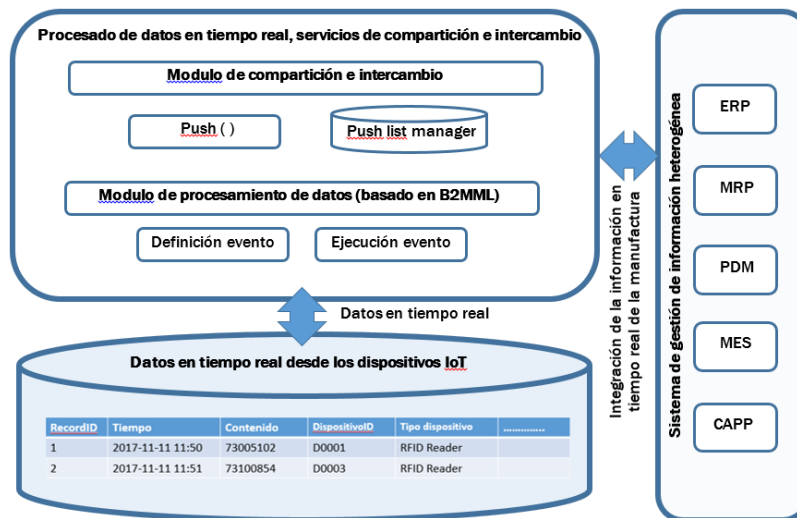 Procesado de datos en tiempo real, servicios de compartición e intercambio
Modulo de compartición e intercambio
Push ( )
Push list manager
Modulo de procesamiento de datos (basado en B2MML)
Definición evento
Ejecución evento
Datos en tiempo real
Datos en tiempo real desde los dispositivos IoT
RecordID Tiempo Contenido DispositivoID Tipo dispositivo ..............
1 2017-11-11 11:50 73005102 D0001 RFID Reader
2 2017-11-11 11:51 73100854 D0003 RFID Reader
Integración de la información en
tiempo real de la manufactura
Sistema de gestión de información heterogénea
ERP
MRP
PDM
MES
CAPP